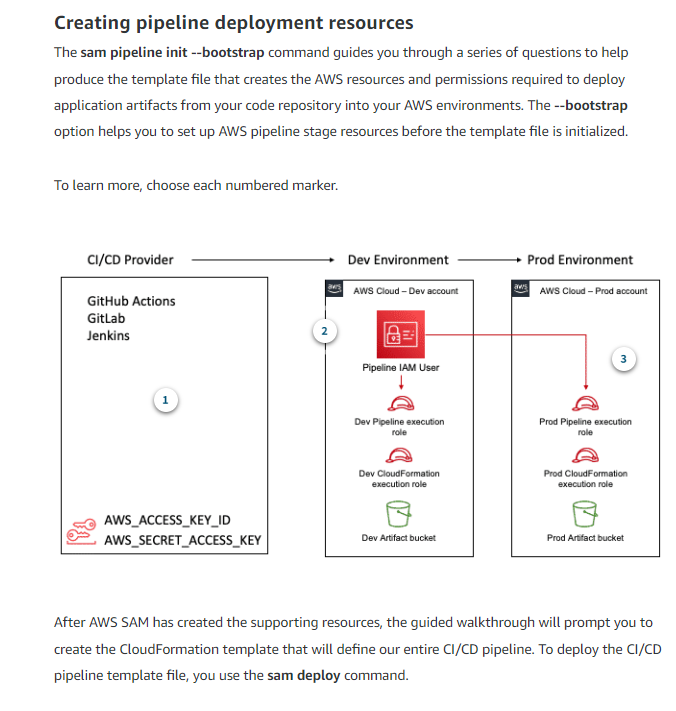 Creating pipeline deployment resources
The sam pipeline init --bootstrap command guides you through a series of questions to help
produce the template file that creates the AWS resources and permissions required to deploy
application artifacts from your code repository into your AWS environments. The --bootstrap
option helps you to set up AWS pipeline stage resources before the template file is initialized.
To learn more, choose each numbered marker.
CI/CD Provider
Dev Environment
Prod Environment
GitHub Actions
GitLab
Jenkins
1
AWS_ACCESS_KEY_ID
AWS_SECRET_ACCESS_KEY
aws
AWS Cloud – Dev account
2
Pipeline IAM User
Dev Pipeline execution
role
Dev CloudFormation
execution role
Dev Artifact bucket
aws
AWS Cloud – Prod account
3
Prod Pipeline execution
role
Prod CloudFormation
execution role
Prod Artifact bucket
After AWS SAM has created the supporting resources, the guided walkthrough will prompt you to
create the CloudFormation template that will define our entire CI/CD pipeline. To deploy the CI/CD
pipeline template file, you use the sam deploy command.